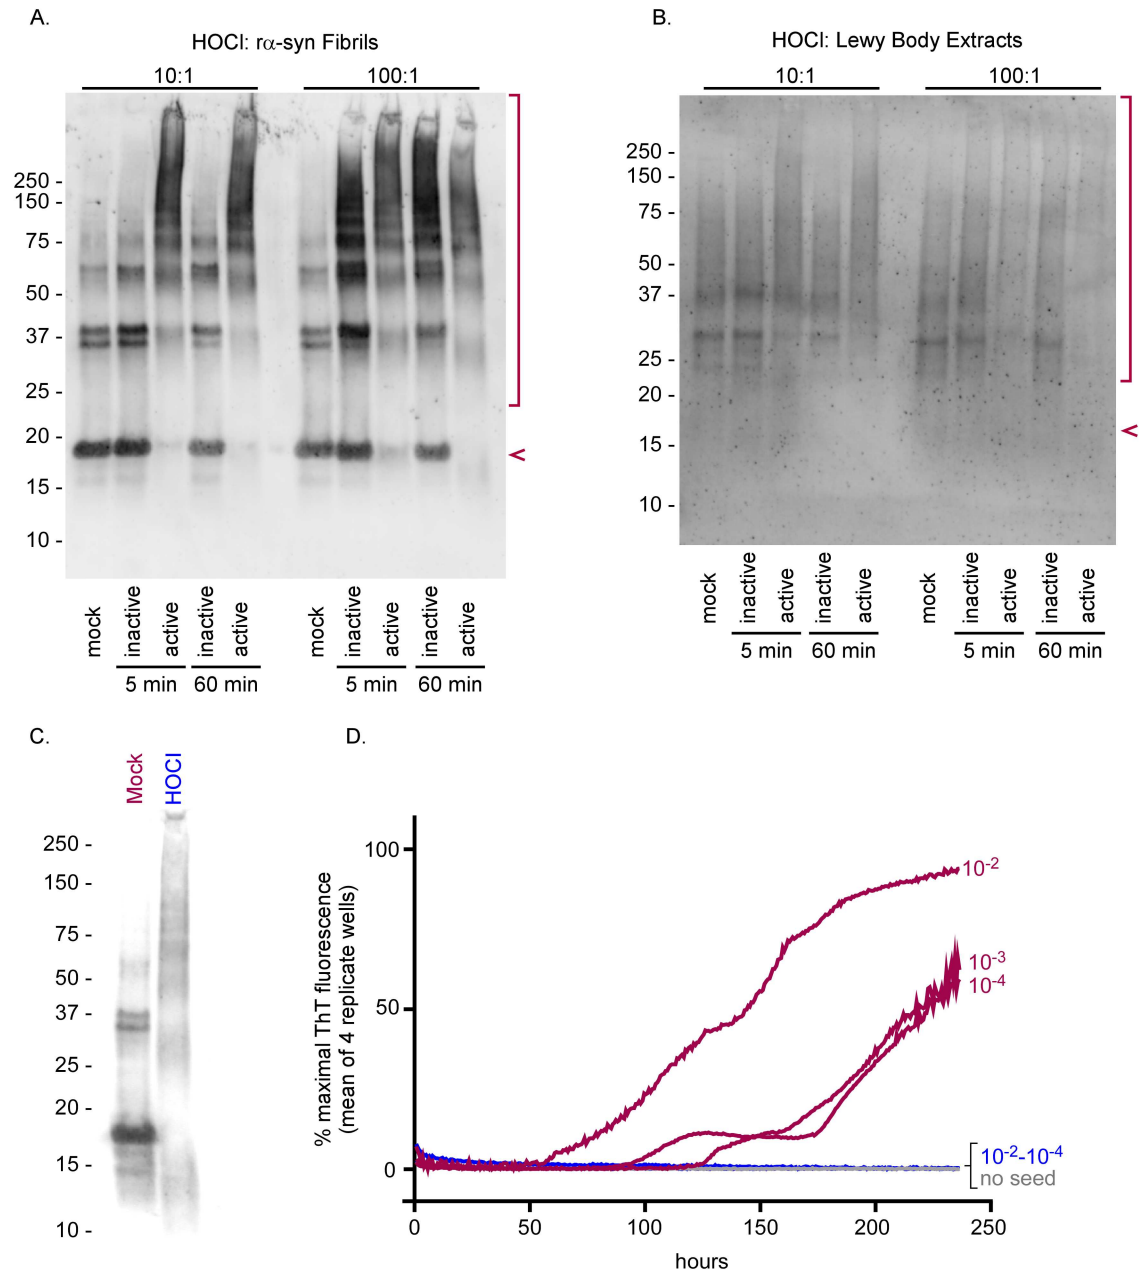 A.
HOCl: rα-syn Fibrils
10:1 100:1
250 -
150 -
75 -
50 -
37 -
25 -
20 -
15 -
10 -
<
mock inactive active inactive active mock inactive active inactive active
5 min 60 min 5 min 60 min
B.
HOCl: Lewy Body Extracts
10:1 100:1
250 -
150 -
75 -
50 -
37 -
25 -
20 -
15 -
10 -
<
mock inactive active inactive active mock inactive active inactive active
5 min 60 min 5 min 60 min
C.
Mock HOCl
250 -
150 -
75 -
50 -
37 -
25 -
20 -
15 -
10 -
D.
% maximal ThT fluorescence
(mean of 4 replicate wells)
100
50
0
10-2
10-3
10-4
10-2-10-4
no seed
0 50 100 150 200 250
hours